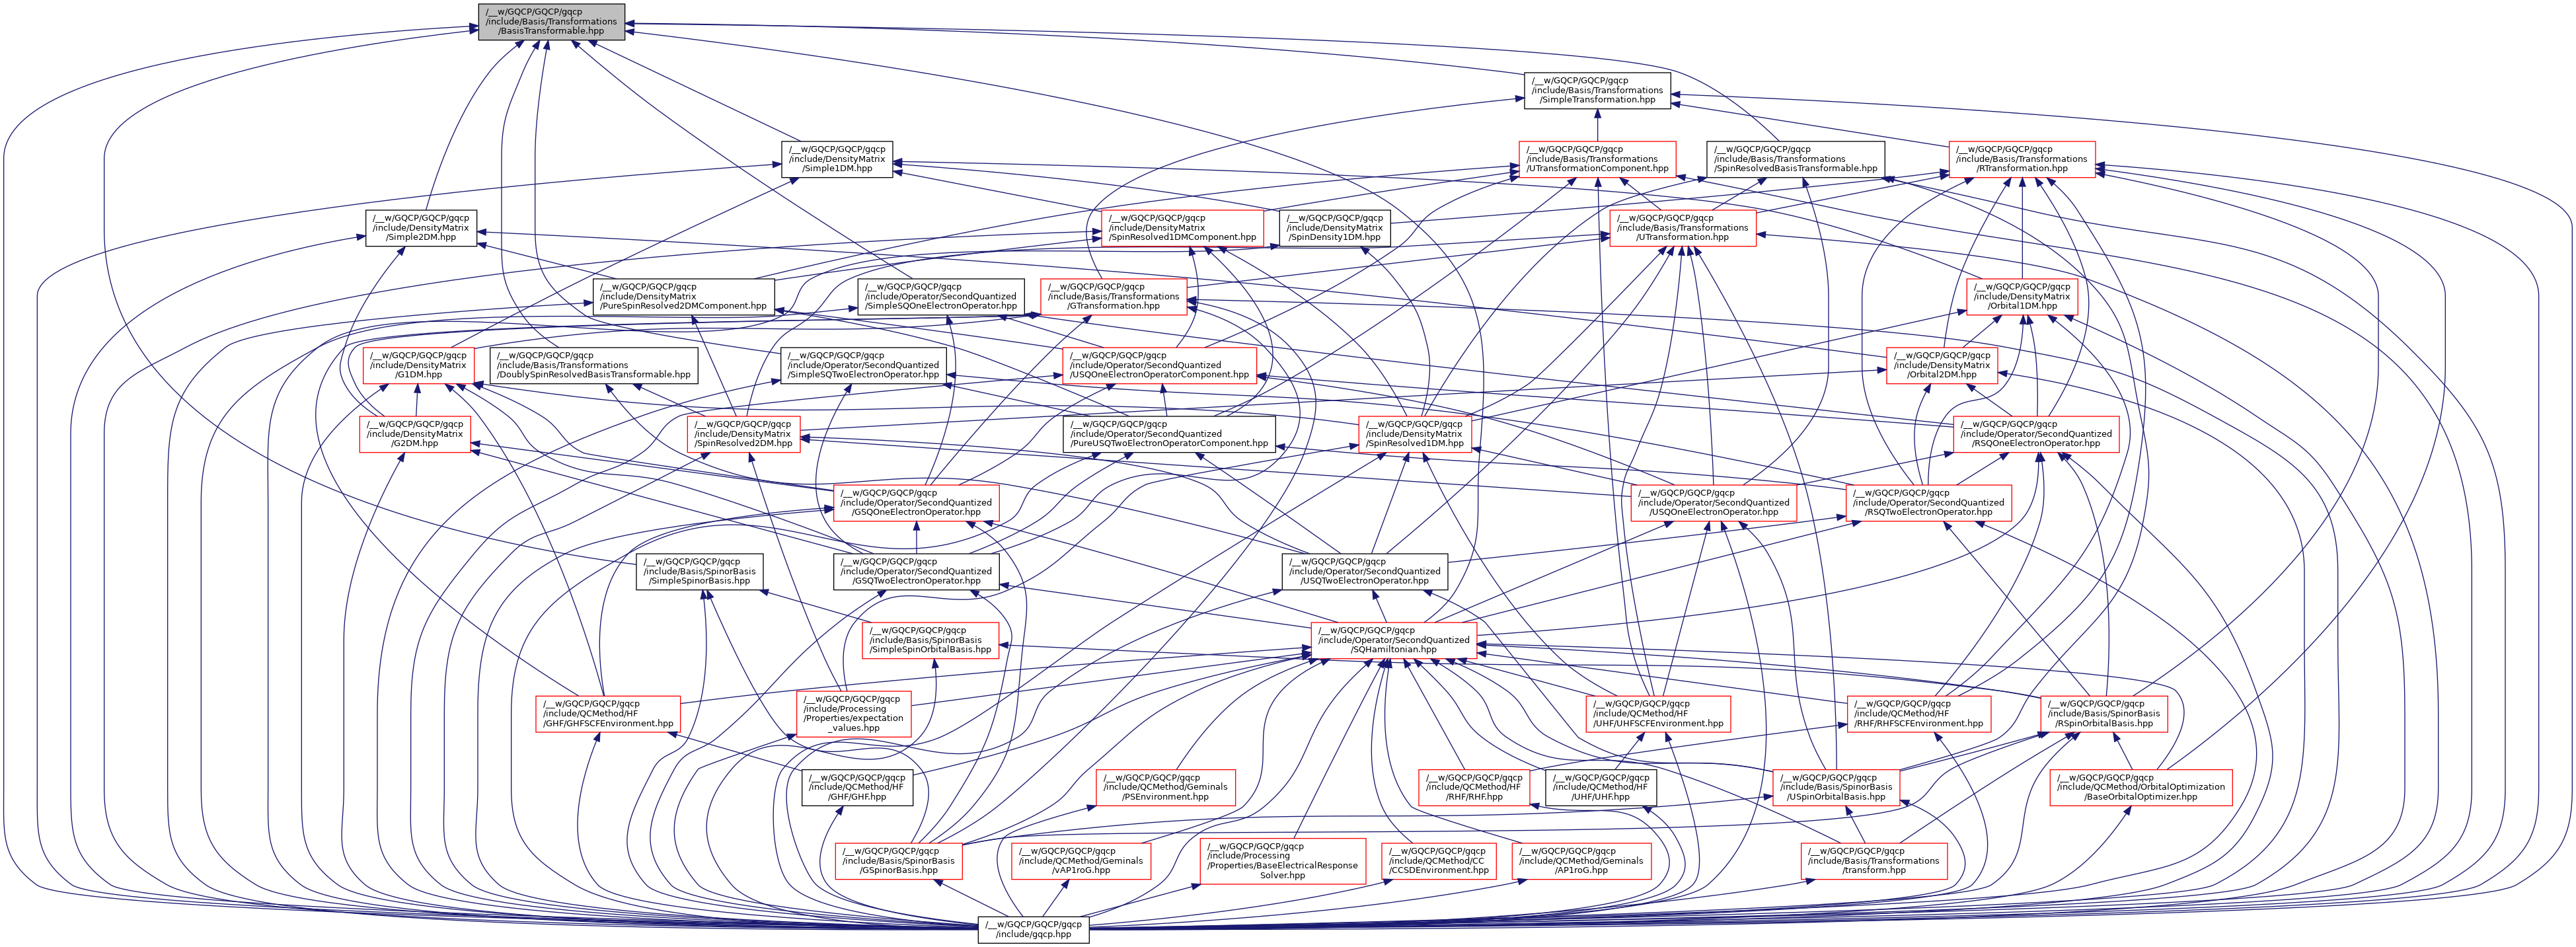 /__w/GQCP/GQCP/gqcp
/include/Basis/Transformations
/BasisTransformable.hpp
/__w/GQCP/GQCP/gqcp
/include/Basis/Transformations
/SimpleTransformation.hpp
/__w/GQCP/GQCP/gqcp
/include/DensityMatrix
/Simple1DM.hpp
/__w/GQCP/GQCP/gqcp
/include/Basis/Transformations
/UTransformationComponent.hpp
/__w/GQCP/GQCP/gqcp
/include/Basis/Transformations
/SpinResolvedBasisTransformable.hpp
/__w/GQCP/GQCP/gqcp
/include/Basis/Transformations
/RTransformation.hpp
/__w/GQCP/GQCP/gqcp
/include/DensityMatrix
/Simple2DM.hpp
/__w/GQCP/GQCP/gqcp
/include/DensityMatrix
/SpinResolved1DMComponent.hpp
/__w/GQCP/GQCP/gqcp
/include/DensityMatrix
/SpinDensity1DM.hpp
/__w/GQCP/GQCP/gqcp
/include/Basis/Transformations
/UTransformation.hpp
/__w/GQCP/GQCP/gqcp
/include/DensityMatrix
/PureSpinResolved2DMComponent.hpp
/__w/GQCP/GQCP/gqcp
/include/Operator/SecondQuantized
/SimpleSQOneElectronOperator.hpp
/__w/GQCP/GQCP/gqcp
/include/Basis/Transformations
/GTransformation.hpp
/__w/GQCP/GQCP/gqcp
/include/DensityMatrix
/Orbital1DM.hpp
/__w/GQCP/GQCP/gqcp
/include/DensityMatrix
/G1DM.hpp
/__w/GQCP/GQCP/gqcp
/include/Basis/Transformations
/DoublySpinResolvedBasisTransformable.hpp
/__w/GQCP/GQCP/gqcp
/include/Operator/SecondQuantized
/SimpleSQTwoElectronOperator.hpp
/__w/GQCP/GQCP/gqcp
/include/Operator/SecondQuantized
/USQOneElectronOperatorComponent.hpp
/__w/GQCP/GQCP/gqcp
/include/DensityMatrix
/Orbital2DM.hpp
/__w/GQCP/GQCP/gqcp
/include/DensityMatrix
/G2DM.hpp
/__w/GQCP/GQCP/gqcp
/include/DensityMatrix
/SpinResolved2DM.hpp
/__w/GQCP/GQCP/gqcp
/include/Operator/SecondQuantized
/PureUSQTwoElectronOperatorComponent.hpp
/__w/GQCP/GQCP/gqcp
/include/DensityMatrix
/SpinResolved1DM.hpp
/__w/GQCP/GQCP/gqcp
/include/Operator/SecondQuantized
/RSQOneElectronOperator.hpp
/__w/GQCP/GQCP/gqcp
/include/Operator/SecondQuantized
/GSQOneElectronOperator.hpp
/__w/GQCP/GQCP/gqcp
/include/Operator/SecondQuantized
/USQOneElectronOperator.hpp
/__w/GQCP/GQCP/gqcp
/include/Operator/SecondQuantized
/RSQTwoElectronOperator.hpp
/__w/GQCP/GQCP/gqcp
/include/Basis/SpinorBasis
/SimpleSpinorBasis.hpp
/__w/GQCP/GQCP/gqcp
/include/Operator/SecondQuantized
/GSQTwoElectronOperator.hpp
/__w/GQCP/GQCP/gqcp
/include/Operator/SecondQuantized
/USQTwoElectronOperator.hpp
/__w/GQCP/GQCP/gqcp
/include/Basis/SpinorBasis
/SimpleSpinOrbitalBasis.hpp
/__w/GQCP/GQCP/gqcp
/include/Operator/SecondQuantized
/SQHamiltonian.hpp
/__w/GQCP/GQCP/gqcp
/include/QCMethod/HF
/GHF/GHFSCFEnvironment.hpp
/__w/GQCP/GQCP/gqcp
/include/Processing
/Properties/expectation
_values.hpp
/__w/GQCP/GQCP/gqcp
/include/QCMethod/HF
/UHF/UHFSCFEnvironment.hpp
/__w/GQCP/GQCP/gqcp
/include/QCMethod/HF
/RHF/RHFSCFEnvironment.hpp
/__w/GQCP/GQCP/gqcp
/include/Basis/SpinorBasis
/RSpinOrbitalBasis.hpp
/__w/GQCP/GQCP/gqcp
/include/QCMethod/HF
/GHF/GHF.hpp
/__w/GQCP/GQCP/gqcp
/include/QCMethod/Geminals
/PSEnvironment.hpp
/__w/GQCP/GQCP/gqcp
/include/QCMethod/HF
/RHF/RHF.hpp
/__w/GQCP/GQCP/gqcp
/include/QCMethod/HF
/UHF/UHF.hpp
/__w/GQCP/GQCP/gqcp
/include/Basis/SpinorBasis
/USpinOrbitalBasis.hpp
/__w/GQCP/GQCP/gqcp
/include/QCMethod/OrbitalOptimization
/BaseOrbitalOptimizer.hpp
/__w/GQCP/GQCP/gqcp
/include/Basis/SpinorBasis
/GSpinorBasis.hpp
/__w/GQCP/GQCP/gqcp
/include/QCMethod/Geminals
/vAP1roG.hpp
/__w/GQCP/GQCP/gqcp
/include/Processing
/Properties/BaseElectricalResponse
Solver.hpp
/__w/GQCP/GQCP/gqcp
/include/QCMethod/CC
/CCSDEnvironment.hpp
/__w/GQCP/GQCP/gqcp
/include/QCMethod/Geminals
/AP1roG.hpp
/__w/GQCP/GQCP/gqcp
/include/Basis/Transformations
/transform.hpp
/__w/GQCP/GQCP/gqcp
/include/gqcp.hpp